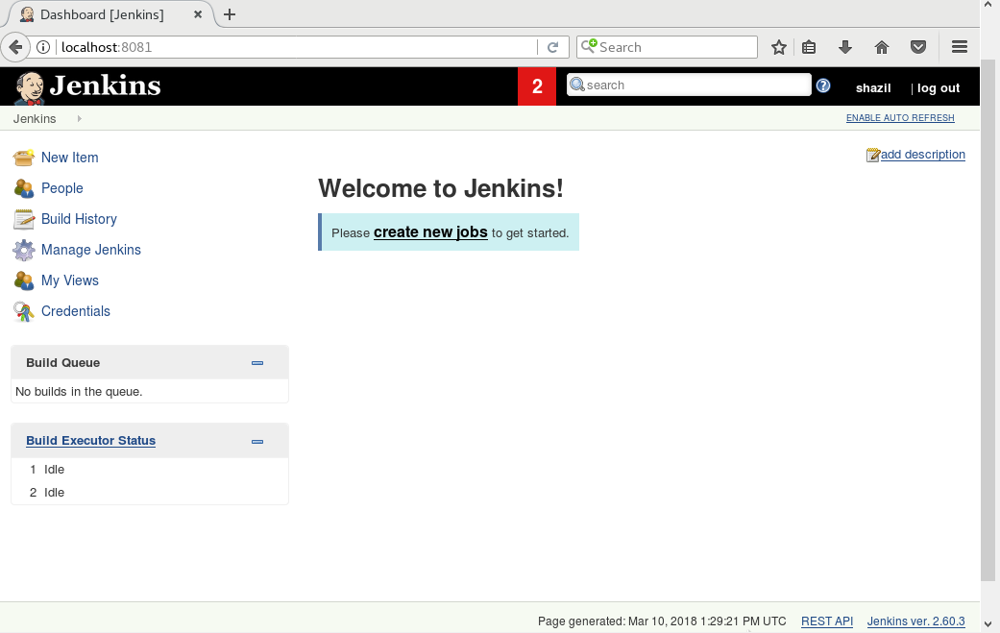 Dashboard [Jenkins]
localhost:8081
Search
Jenkins
2
search
shazil
| log out
Jenkins
ENABLE AUTO REFRESH
New Item
People
Build History
Manage Jenkins
My Views
Credentials
add description
Welcome to Jenkins!
Please create new jobs to get started.
Build Queue
No builds in the queue.
Build Executor Status
1 Idle
2 Idle
Page generated: Mar 10, 2018 1:29:21 PM UTC
REST API
Jenkins ver. 2.60.3